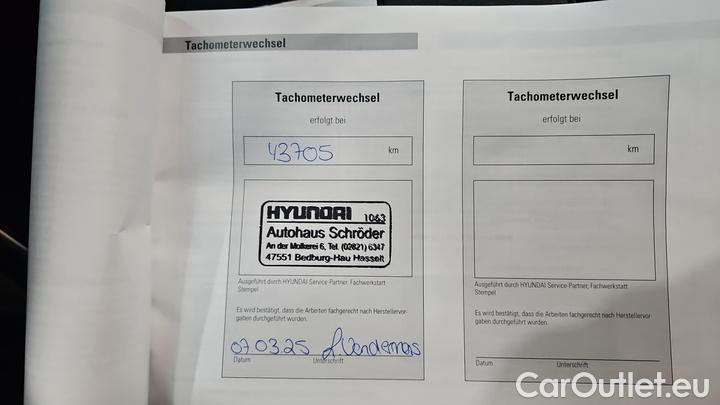 Tachometerwechsel
Tachometerwechsel
erfolgt bei
43705 km
HYUNDAI 1063
Autohaus Schröder
An der Molkerei 6, Tel. (02821) 6347
47551 Bedburg-Hau Hasselt
Ausgeführt durch HYUNDAI Service-Partner, Fachwerkstatt
Stempel
Es wird bestätigt, dass die Arbeiten fachgerecht nach Herstellervor-
gaben durchgeführt wurden.
07.03.25
Datum Unterschrift
Tachometerwechsel
erfolgt bei
km
Ausgeführt durch HYUNDAI Service-Partner, Fachwerkstatt
Stempel
Es wird bestätigt, dass die Arbeiten fachgerecht nach Herstellervor-
gaben durchgeführt wurden.
Datum Unterschrift
CarOutlet.eu